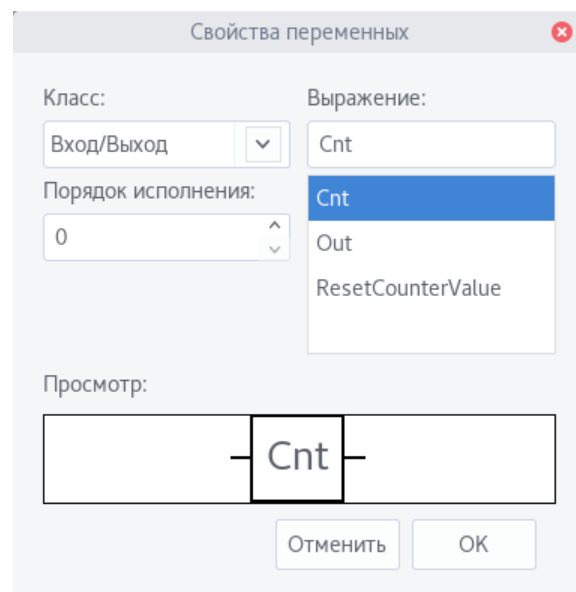 Свойства переменных
Класс:
Выражение:
Вход/Выход
Cnt
Порядок исполнения:
Cnt
0
Out
ResetCounterValue
Просмотр:
Cnt
Отменить
OK